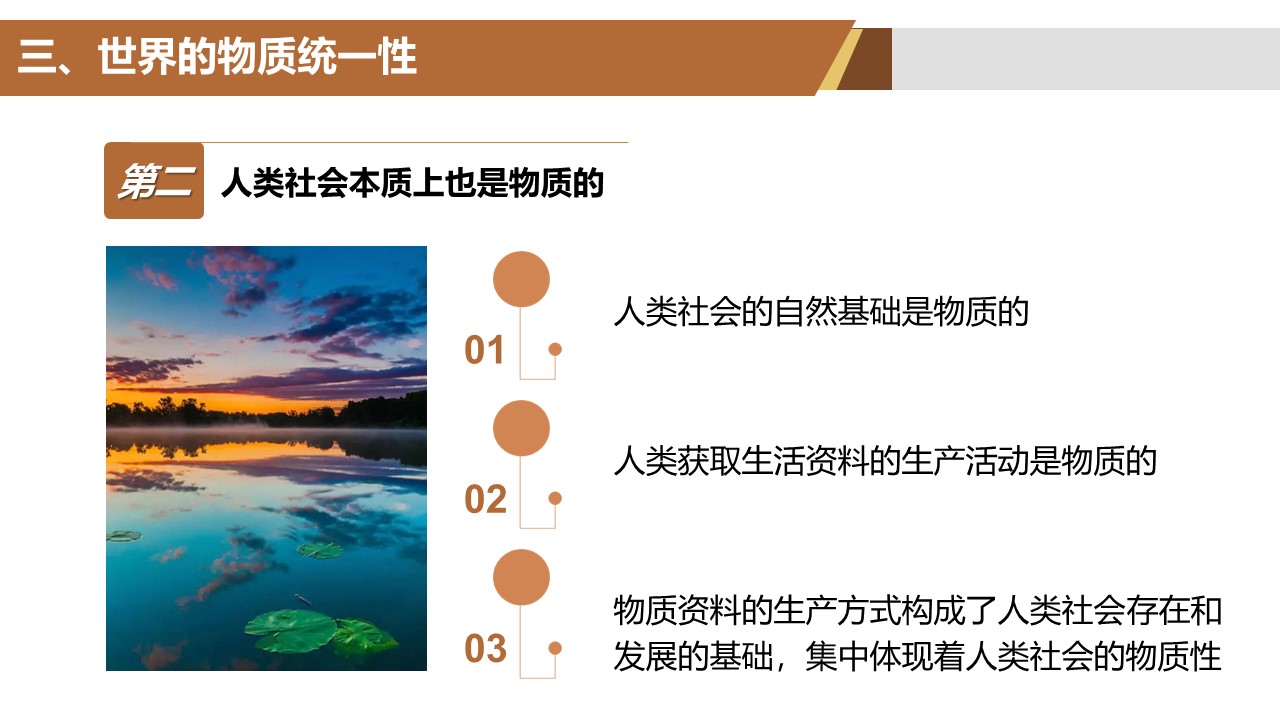 三、世界的物质统一性
第二 人类社会本质上也是物质的
人类社会的自然基础是物质的
01
人类获取生活资料的生产活动是物质的
02
物质资料的生产方式构成了人类社会存在和
发展的基础，集中体现着人类社会的物质性
03